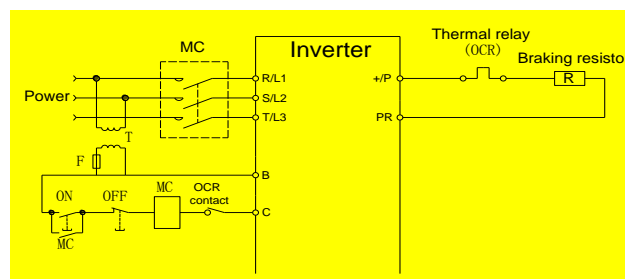 Thermal relay
(OCR)
MC
Inverter
Braking resisto
R/L1
+/P
R
Power
S/L2
T/L3
PR
T
F
B
ON
OFF
MC
OCR
contact
C
MC